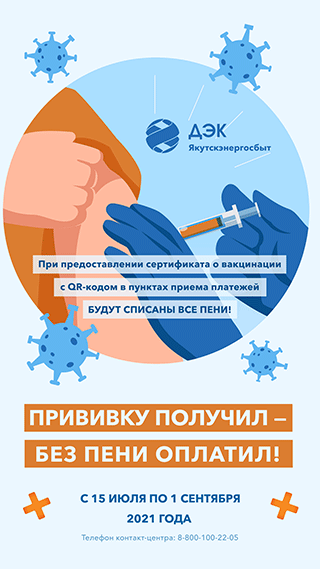 ДЭК
Якутскэнергосбыт
При предоставлении сертификата о вакцинации
с QR-кодом в пунктах приема платежей
БУДУТ СПИСАНЫ ВСЕ ПЕНИ!
ПРИВИВКУ ПОЛУЧИЛ –
БЕЗ ПЕНИ ОПЛАТИЛ!
С 15 ИЮЛЯ ПО 1 СЕНТЯБРЯ
2021 ГОДА
Телефон контакт-центра: 8-800-100-22-05